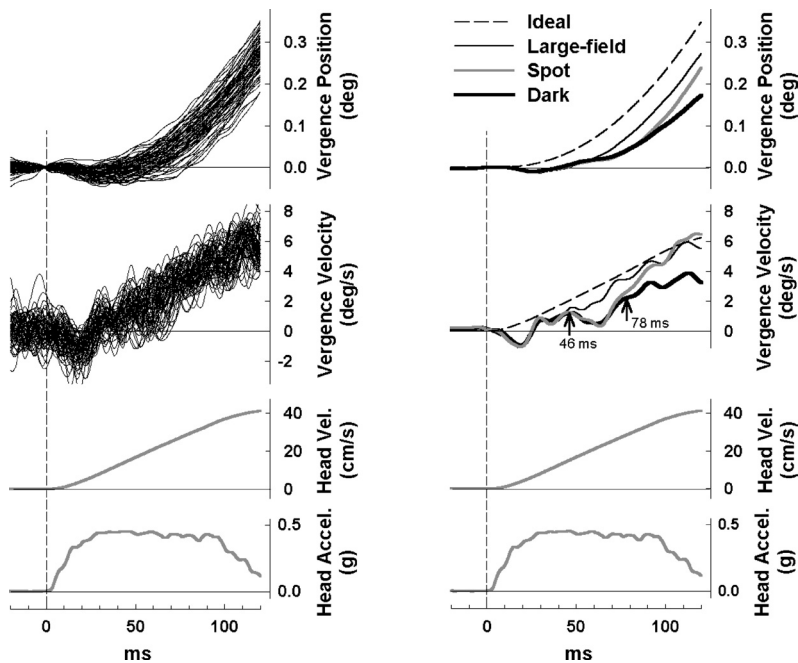 0.3
0.2
0.1
0.0
Vergence Position
(deg)
8
6
4
2
0
-2
Vergence Velocity
(deg/s)
40
20
0
Head Vel.
(cm/s)
0.5
0.0
Head Accel.
(g)
0 50 100
ms
Ideal
Large-field
Spot
Dark
0.3
0.2
0.1
0.0
Vergence Position
(deg)
46 ms
78 ms
8
6
4
2
0
-2
Vergence Velocity
(deg/s)
40
20
0
Head Vel.
(cm/s)
0.5
0.0
Head Accel.
(g)
0 50 100
ms